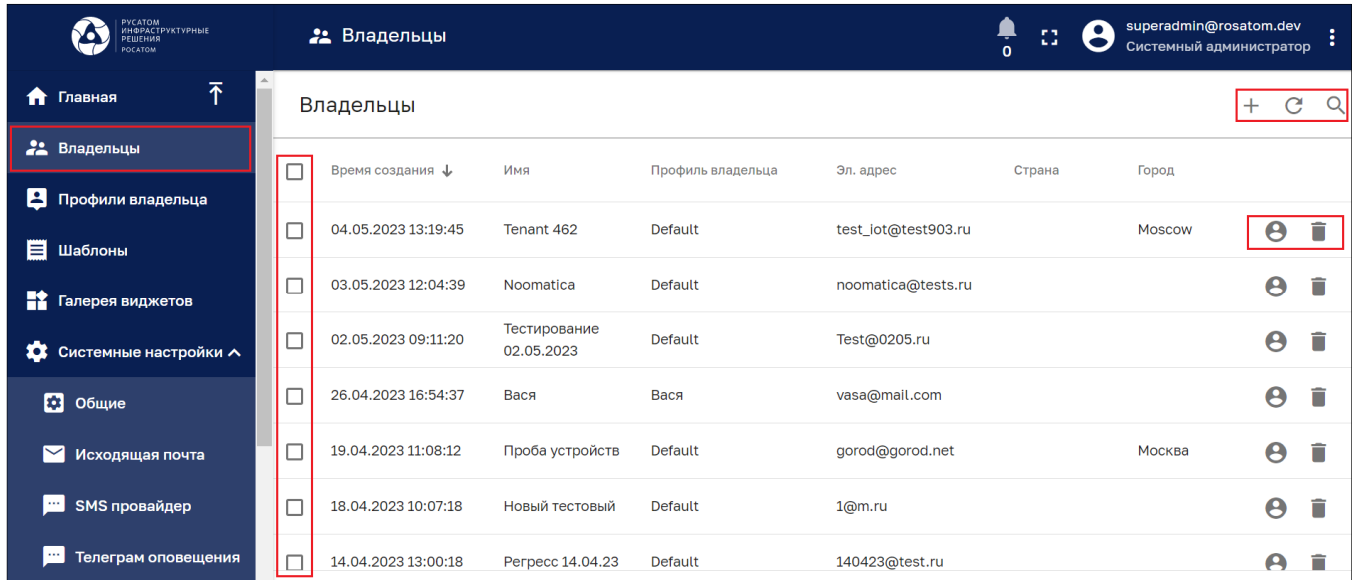 РУСАТОМ
ИНФРАСТРУКТУРНЫЕ
РЕШЕНИЯ
РОСАТОМ
Владельцы
0
superadmin@rosatom.dev
Системный администратор
Главная
Владельцы
Профили владельца
Шаблоны
Галерея виджетов
Системные настройки
Общие
Исходящая почта
SMS провайдер
Телеграм оповещения
Владельцы
Время создания Имя Профиль владельца Эл. адрес Страна Город
04.05.2023 13:19:45 Tenant 462 Default test_iot@test903.ru Moscow
03.05.2023 12:04:39 Noomatica Default noomatica@tests.ru
02.05.2023 09:11:20 Тестирование 02.05.2023 Default Test@0205.ru
26.04.2023 16:54:37 Вася Вася vasa@mail.com
19.04.2023 11:08:12 Проба устройств Default gorod@gorod.net Москва
18.04.2023 10:07:18 Новый тестовый Default 1@m.ru
14.04.2023 13:00:18 Регресс 14.04.23 Default 140423@test.ru